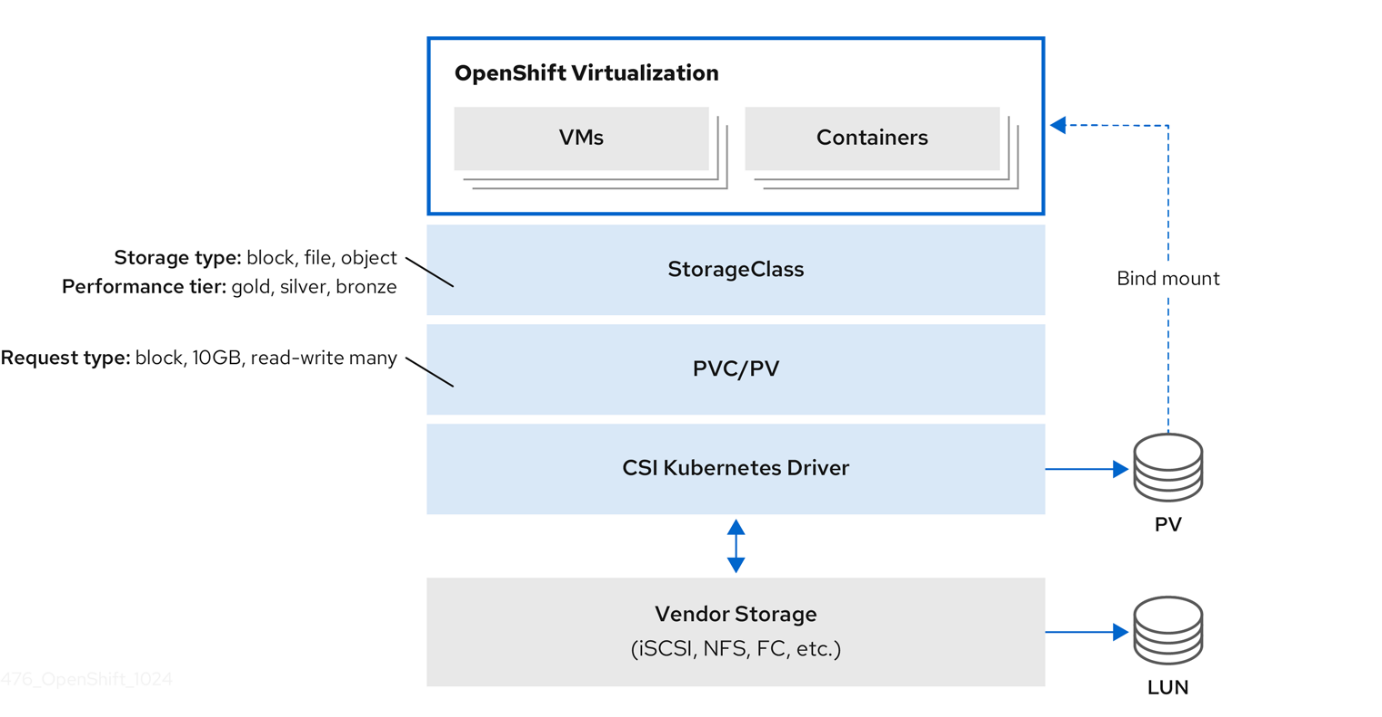 OpenShift Virtualization
VMs
Containers
Storage type: block, file, object
Performance tier: gold, silver, bronze
StorageClass
Bind mount
Request type: block, 10GB, read-write many
PVC/PV
CSI Kubernetes Driver
PV
Vendor Storage
(iSCSI, NFS, FC, etc.)
LUN
476_OpenShift_1024